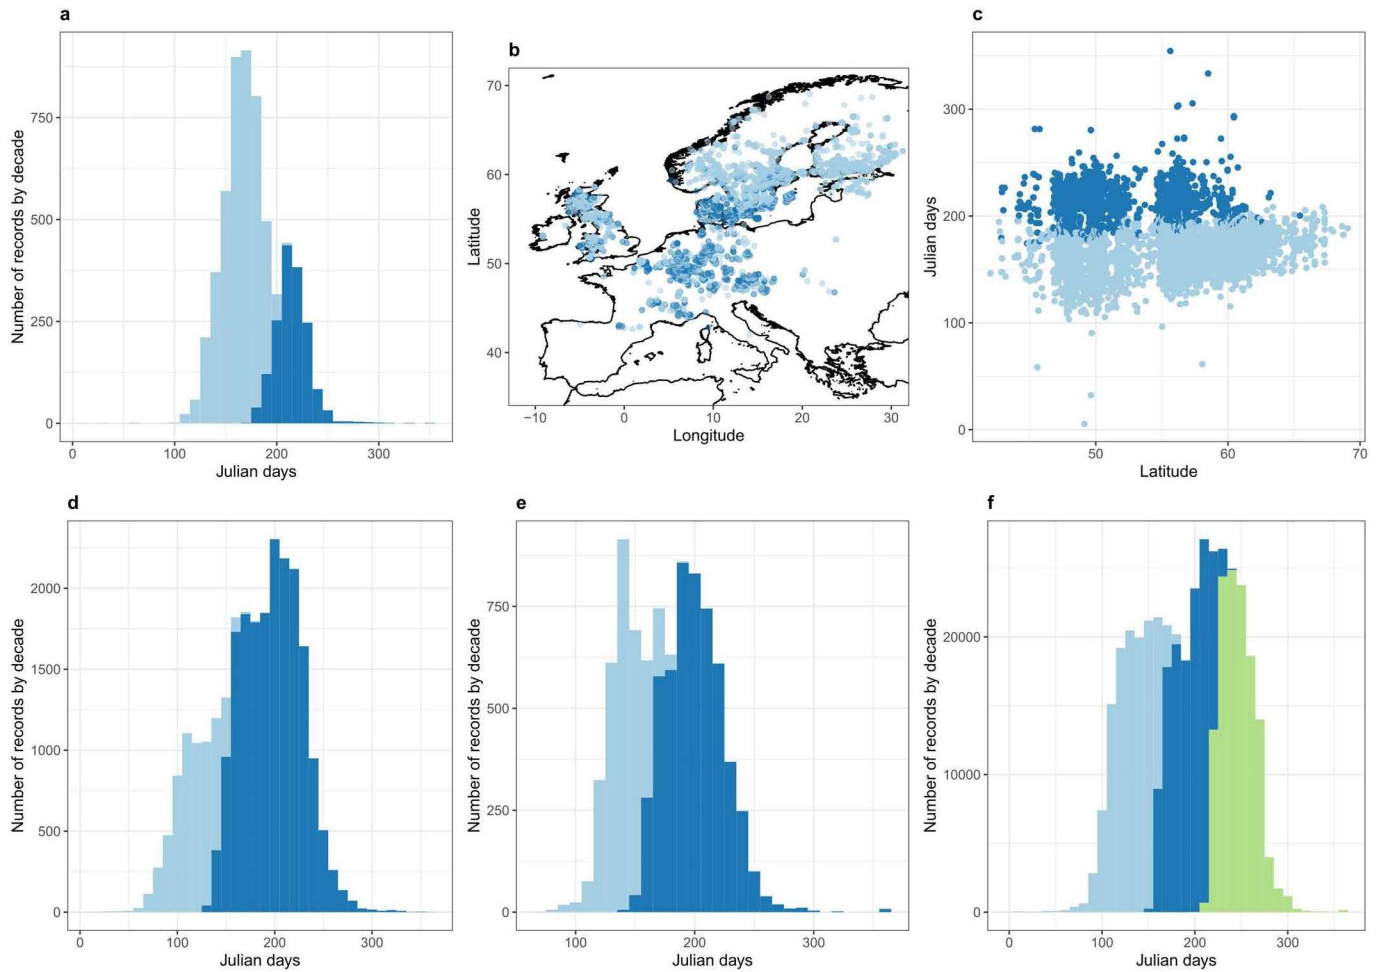 a
Number of records by decade
750
500
250
0
0 100 200 300
Julian days
b
Latitude
70
60
50
40
−10 0 10 20 30
Longitude
c
Julian days
300
200
100
0
50 60 70
Latitude
d
Number of records by decade
2000
1500
1000
500
0
0 100 200 300
Julian days
e
Number of records by decade
750
500
250
0
100 200 300
Julian days
f
Number of records by decade
20000
10000
0
0 100 200 300
Julian days